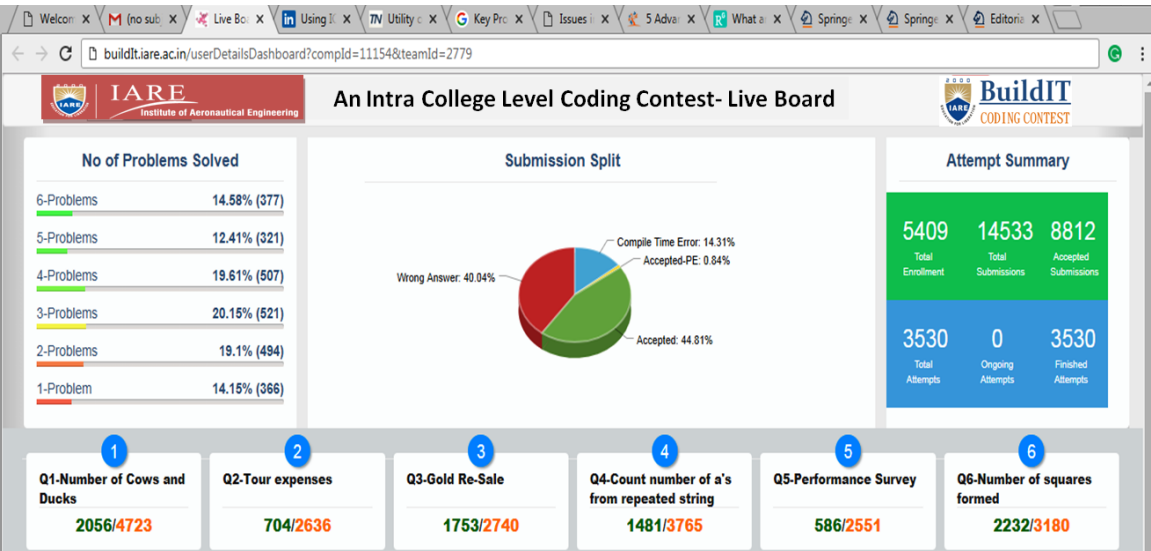 Welcom
M (no sub
Live Bo
in Using I
TN Utility c
G Key Pro
Issues i
5 Advar
R What a
Springe
Springe
Editoria
buildIt.iare.ac.in/userDetailsDashboard?compId=11154&teamId=2779
IARE
IARE
Institute of Aeronautical Engineering
An Intra College Level Coding Contest- Live Board
2000
IARE
BuildIT
CODING CONTEST
No of Problems Solved
6-Problems 14.58% (377)
5-Problems 12.41% (321)
4-Problems 19.61% (507)
3-Problems 20.15% (521)
2-Problems 19.1% (494)
1-Problem 14.15% (366)
Submission Split
Compile Time Error: 14.31%
Accepted-PE: 0.84%
Wrong Answer: 40.04%
Accepted: 44.81%
Attempt Summary
5409 14533 8812
Total Total Accepted
Enrollment Submissions Submissions
3530 0 3530
Total Ongoing Finished
Attempts Attempts Attempts
1
Q1-Number of Cows and
Ducks
2056/4723
2
Q2-Tour expenses
704/2636
3
Q3-Gold Re-Sale
1753/2740
4
Q4-Count number of a's
from repeated string
1481/3765
5
Q5-Performance Survey
586/2551
6
Q6-Number of squares
formed
2232/3180